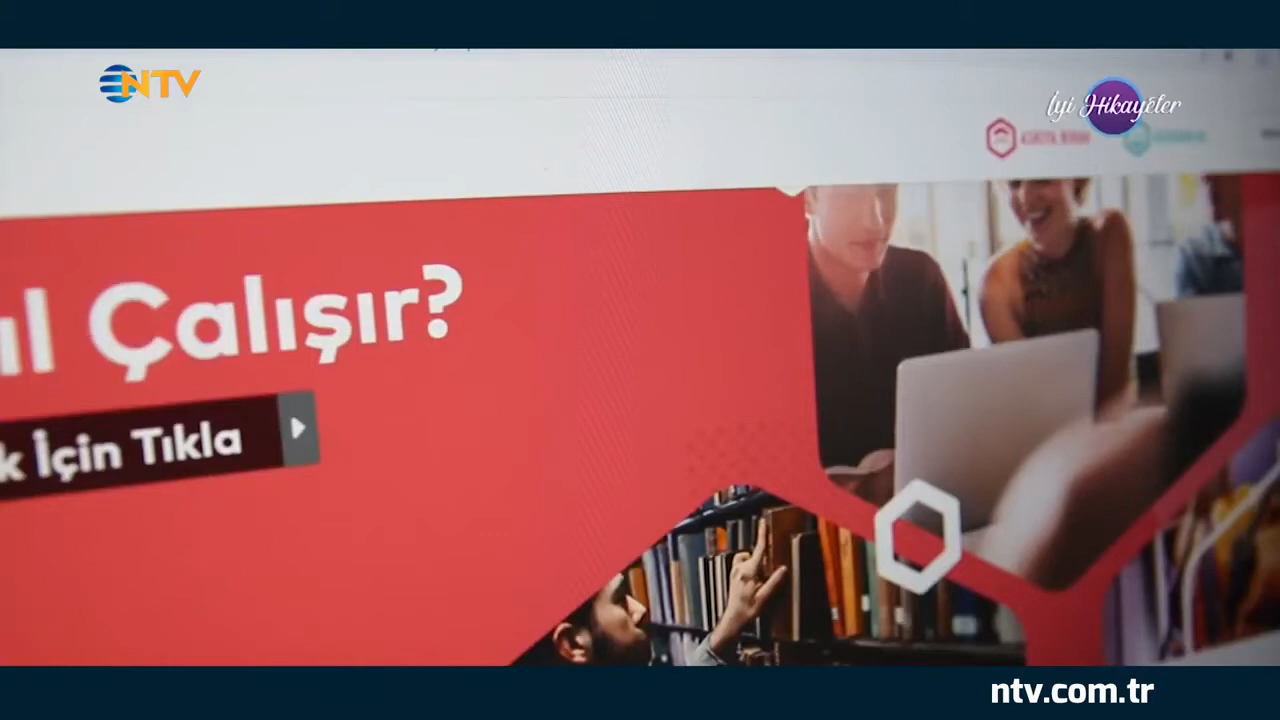 NTV
İyi Hikayeler
ıl Çalışır?
k İçin Tıkla
ntv.com.tr